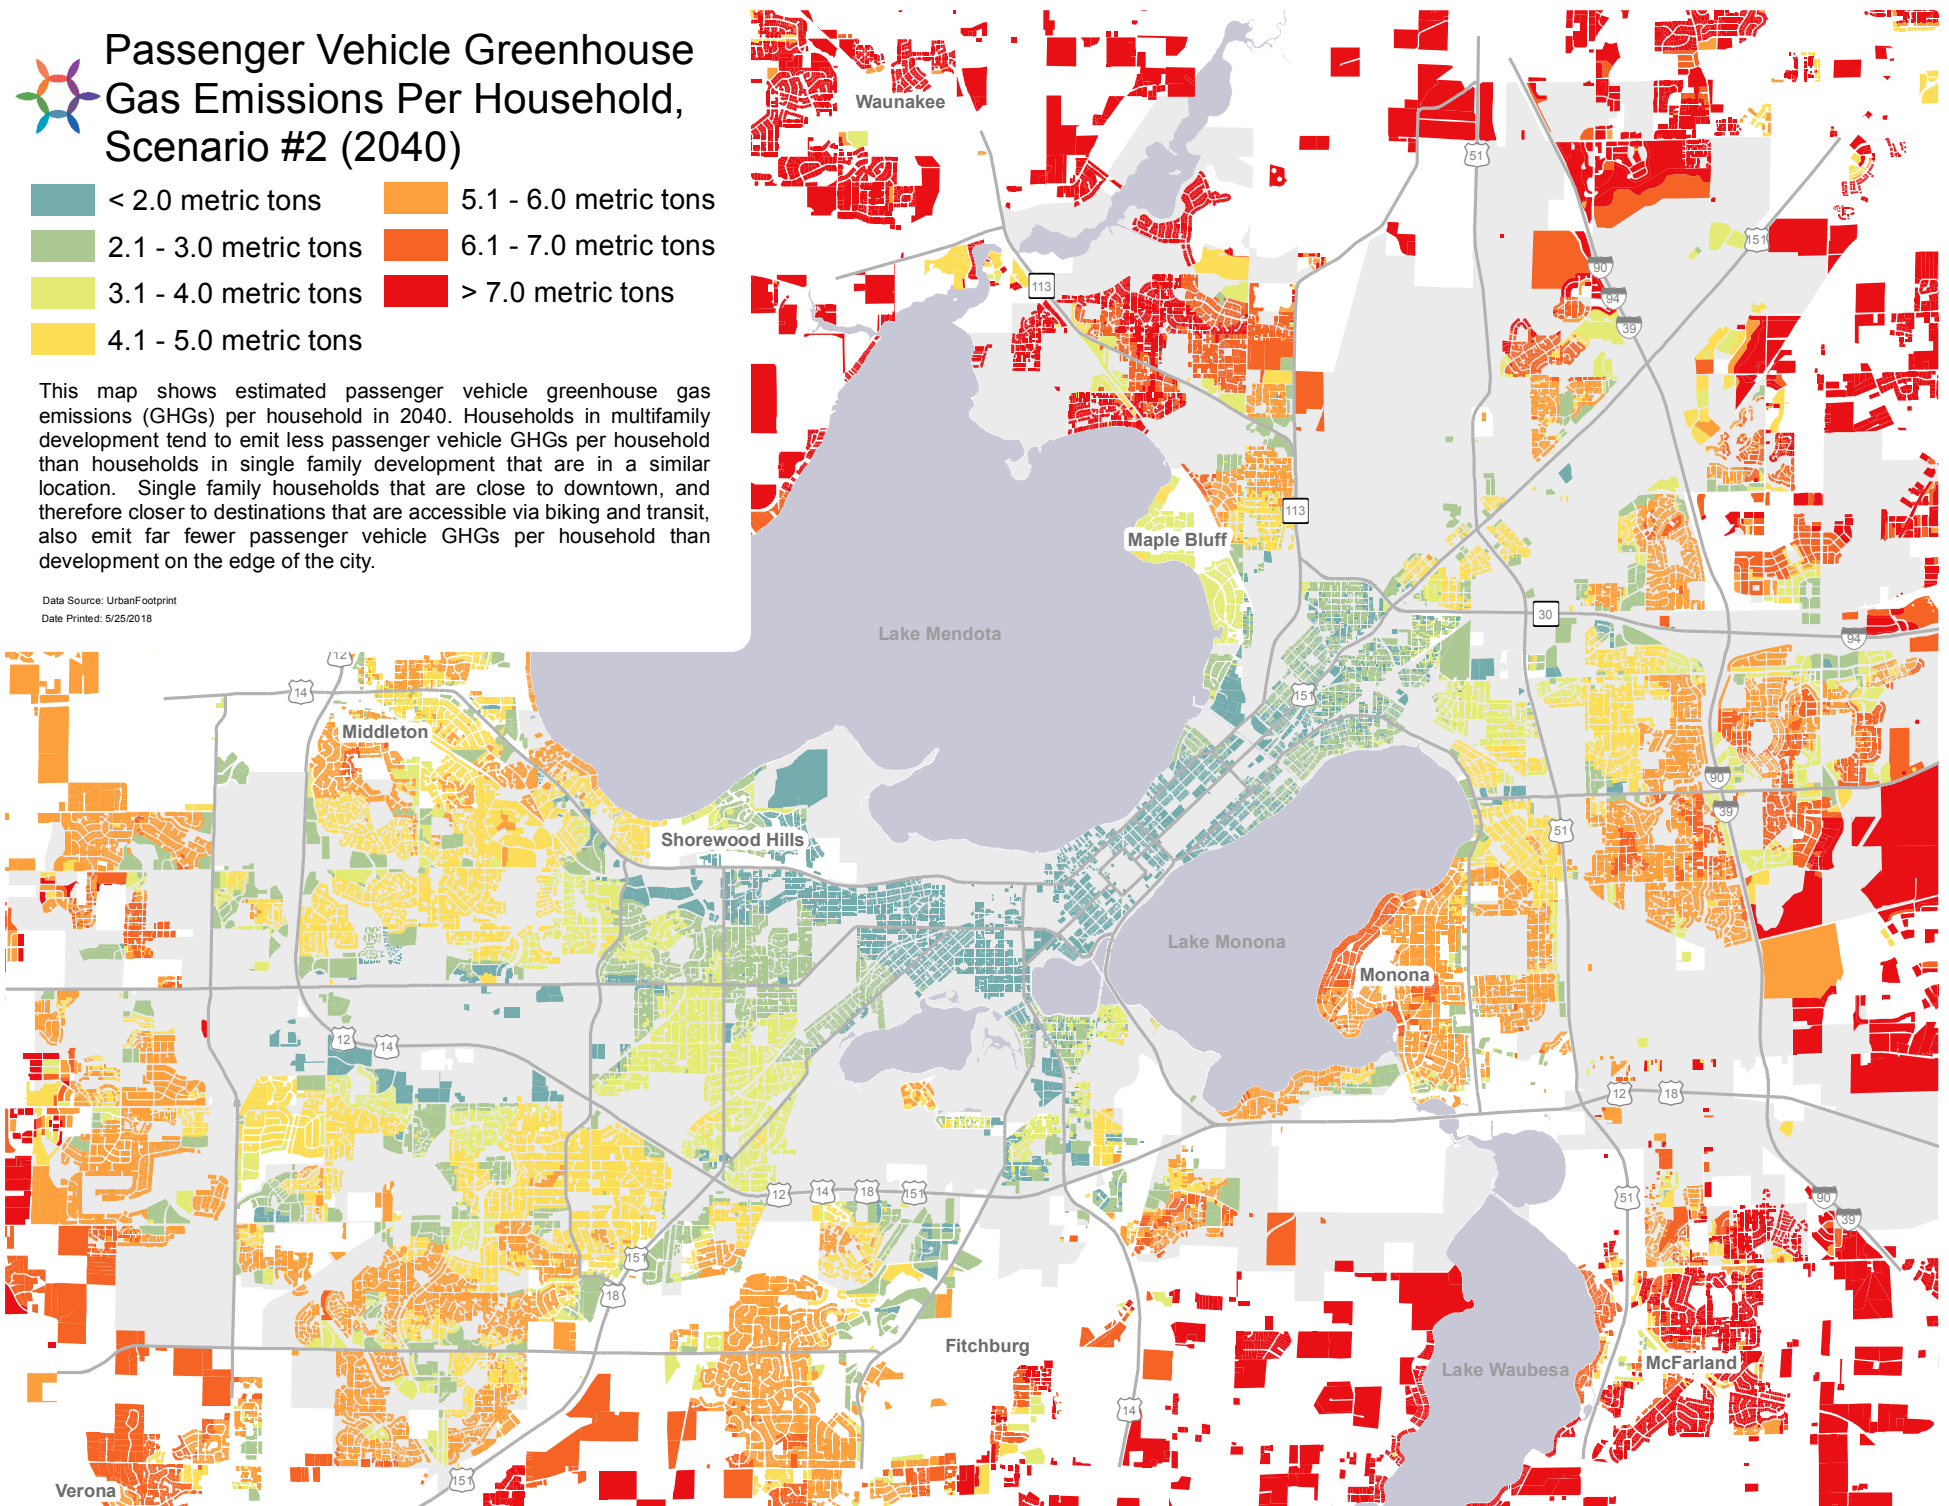 Passenger Vehicle Greenhouse
Gas Emissions Per Household,
Scenario #2 (2040)
< 2.0 metric tons
2.1 - 3.0 metric tons
3.1 - 4.0 metric tons
4.1 - 5.0 metric tons
5.1 - 6.0 metric tons
6.1 - 7.0 metric tons
> 7.0 metric tons
This map shows estimated passenger vehicle greenhouse gas
emissions (GHGs) per household in 2040. Households in multifamily
development tend to emit less passenger vehicle GHGs per household
than households in single family development that are in a similar
location. Single family households that are close to downtown, and
therefore closer to destinations that are accessible via biking and transit,
also emit far fewer passenger vehicle GHGs per household than
development on the edge of the city.
Data Source: UrbanFootprint
Date Printed: 5/25/2018
Waunakee
51
151
90
94
39
113
113
Maple Bluff
30
94
Lake Mendota
12
14
151
Middleton
90
39
51
Shorewood Hills
Lake Monona
Monona
12
14
12
18
12
14
18
151
51
90
39
151
18
Fitchburg
McFarland
Lake Waubesa
14
151
Verona